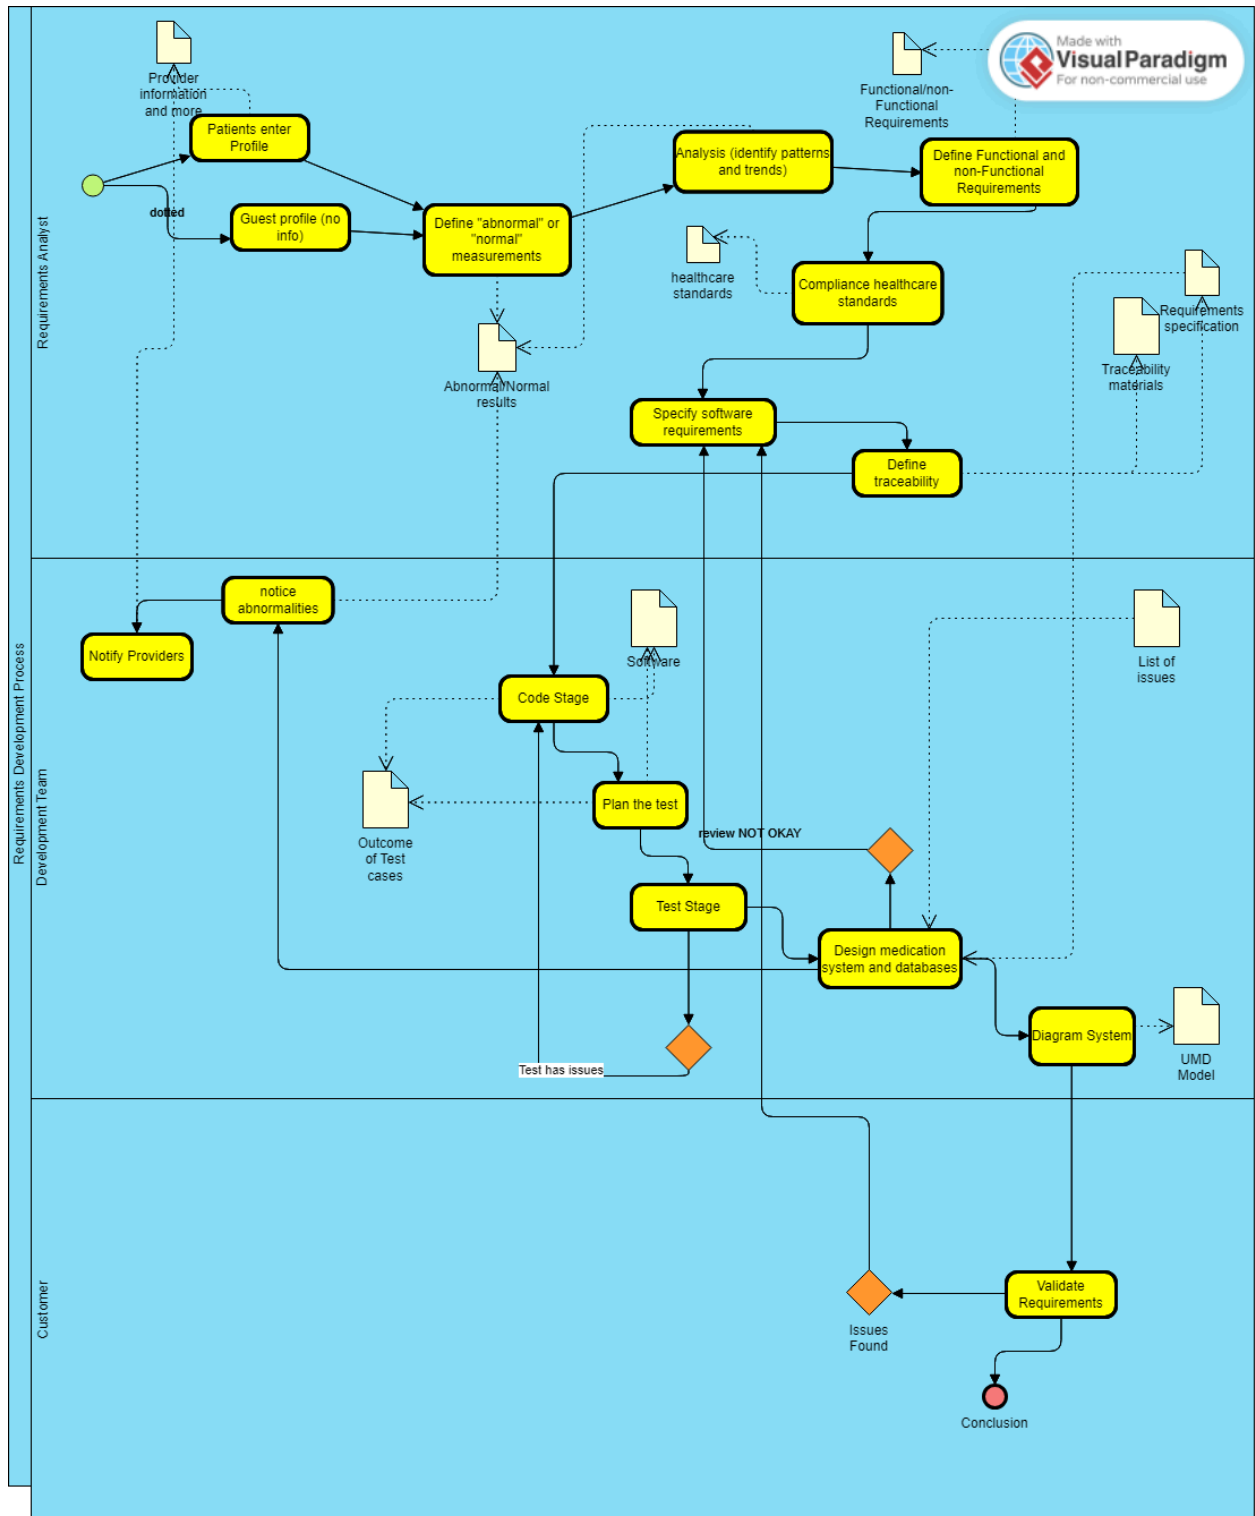 Made with
Visual Paradigm
For non-commercial use
Provider
information
and more
Functional/non-
Functional
Requirements
Patients enter
Profile
Analysis (identify patterns
and trends)
Define Functional and
non-Functional
Requirements
dotted
Guest profile (no
info)
Define "abnormal" or
"normal"
measurements
healthcare
standards
Compliance healthcare
standards
Requirements
specification
Traceability
materials
Abnormal/Normal
results
Requirements Analyst
Specify software
requirements
Define
traceability
notice
abnormalities
Notify Providers
Software
List of
issues
Code Stage
Requirements Development Process
Development Team
Plan the test
Outcome
of Test
cases
review NOT OKAY
Test Stage
Design medication
system and databases
Diagram System
Test has issues
UMD
Model
Customer
Validate
Requirements
Issues
Found
Conclusion